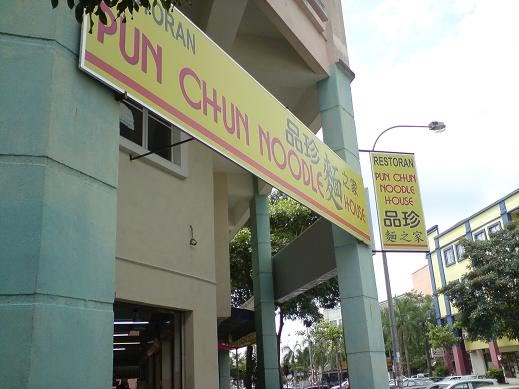 RESTORAN
PUN CHUN NOODLE HOUSE
品珍麵之家
RESTORAN
PUN CHUN
NOODLE
HOUSE
品珍
麵之家